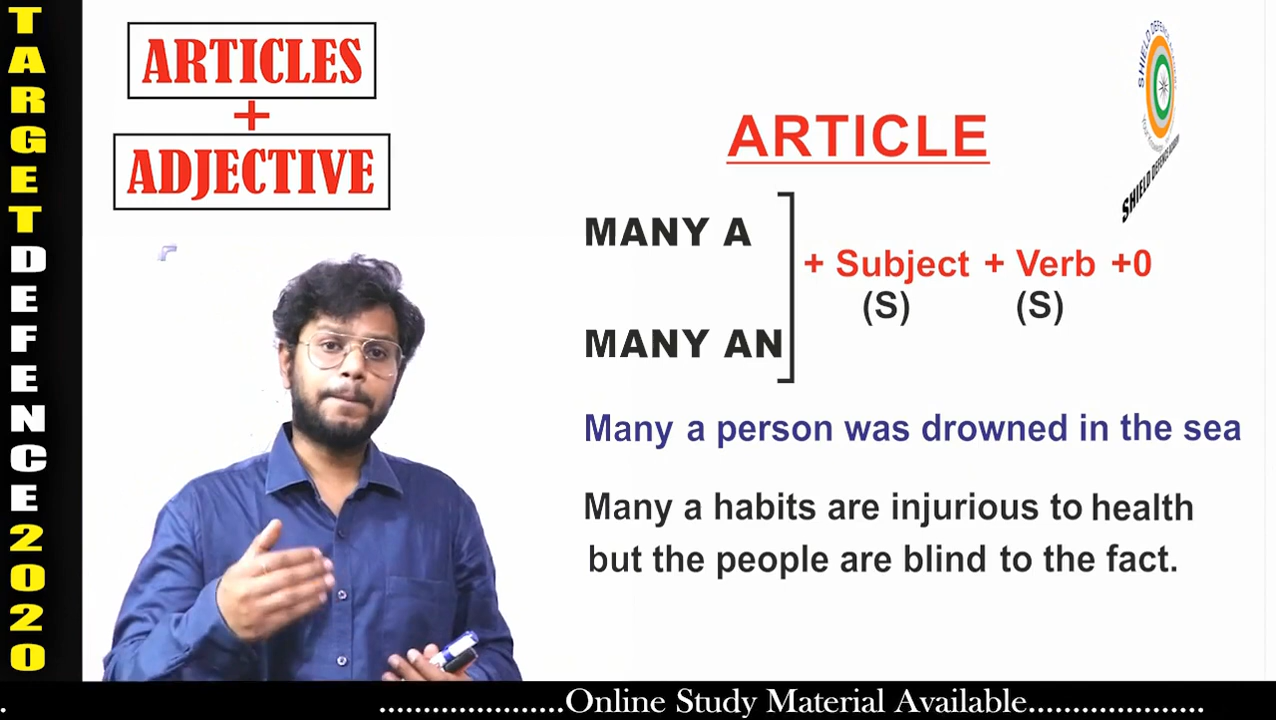 TARGET DEFENCE 2020
ARTICLES
+
ADJECTIVE
ARTICLE
MANY A
MANY AN
+ Subject + Verb +0
(S) (S)
Many a person was drowned in the sea
Many a habits are injurious to health
but the people are blind to the fact.
SHIELD DEFENCE ACADEMY
. .....................Online Study Material Available....................